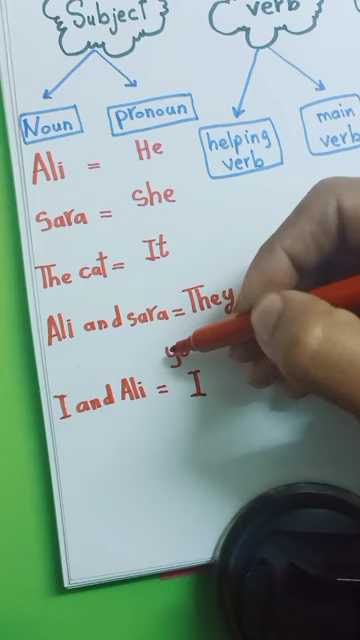 Subject verb
Noun pronoun helping verb main verb
Ali = He
Sara = she
The cat = It
Ali and sara = They
I and Ali = I